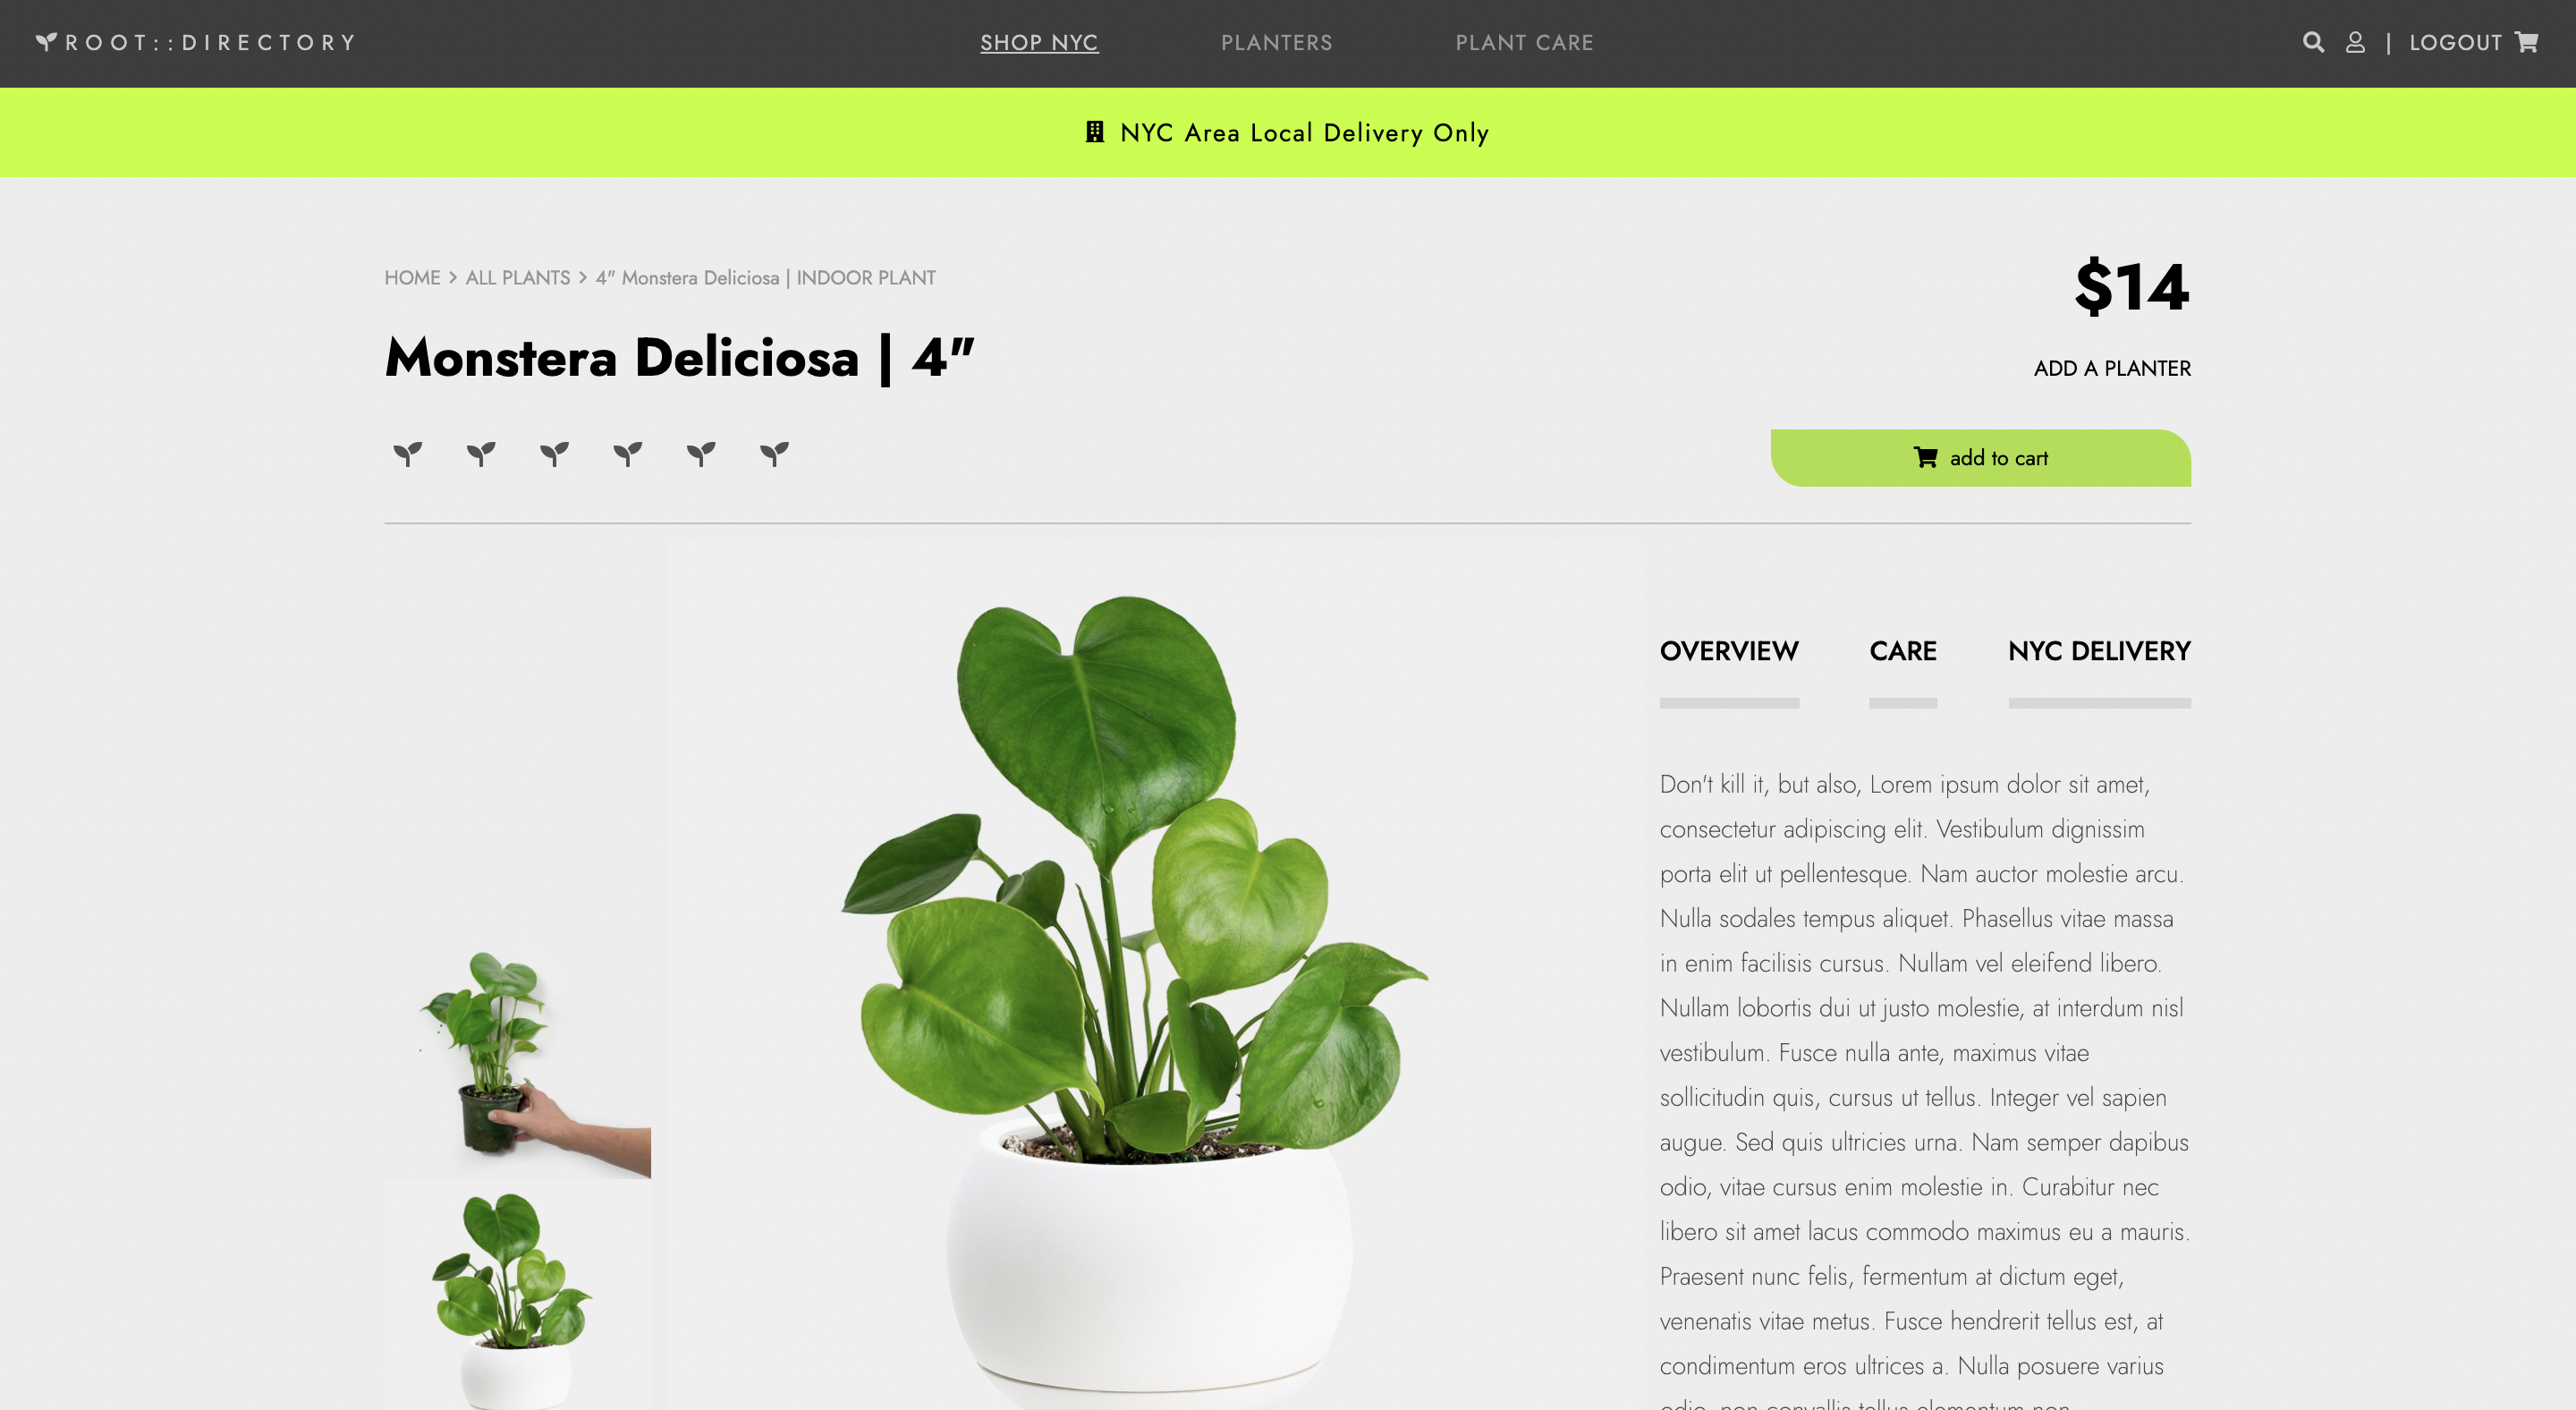 ROOT::DIRECTORY
SHOP NYC
PLANTERS
PLANT CARE
| LOGOUT
NYC Area Local Delivery Only
HOME > ALL PLANTS > 4" Monstera Deliciosa | INDOOR PLANT
$14
Monstera Deliciosa | 4"
ADD A PLANTER
add to cart
OVERVIEW
CARE
NYC DELIVERY
Don't kill it, but also, Lorem ipsum dolor sit amet,
consectetur adipiscing elit. Vestibulum dignissim
porta elit ut pellentesque. Nam auctor molestie arcu.
Nulla sodales tempus aliquet. Phasellus vitae massa
in enim facilisis cursus. Nullam vel eleifend libero.
Nullam lobortis dui ut justo molestie, at interdum nisl
vestibulum. Fusce nulla ante, maximus vitae
sollicitudin quis, cursus ut tellus. Integer vel sapien
augue. Sed quis ultricies urna. Nam semper dapibus
odio, vitae cursus enim molestie in. Curabitur nec
libero sit amet lacus commodo maximus eu a mauris.
Praesent nunc felis, fermentum at dictum eget,
venenatis vitae metus. Fusce hendrerit tellus est, at
condimentum eros ultrices a. Nulla posuere varius
odio, non convallis tellus elementum non